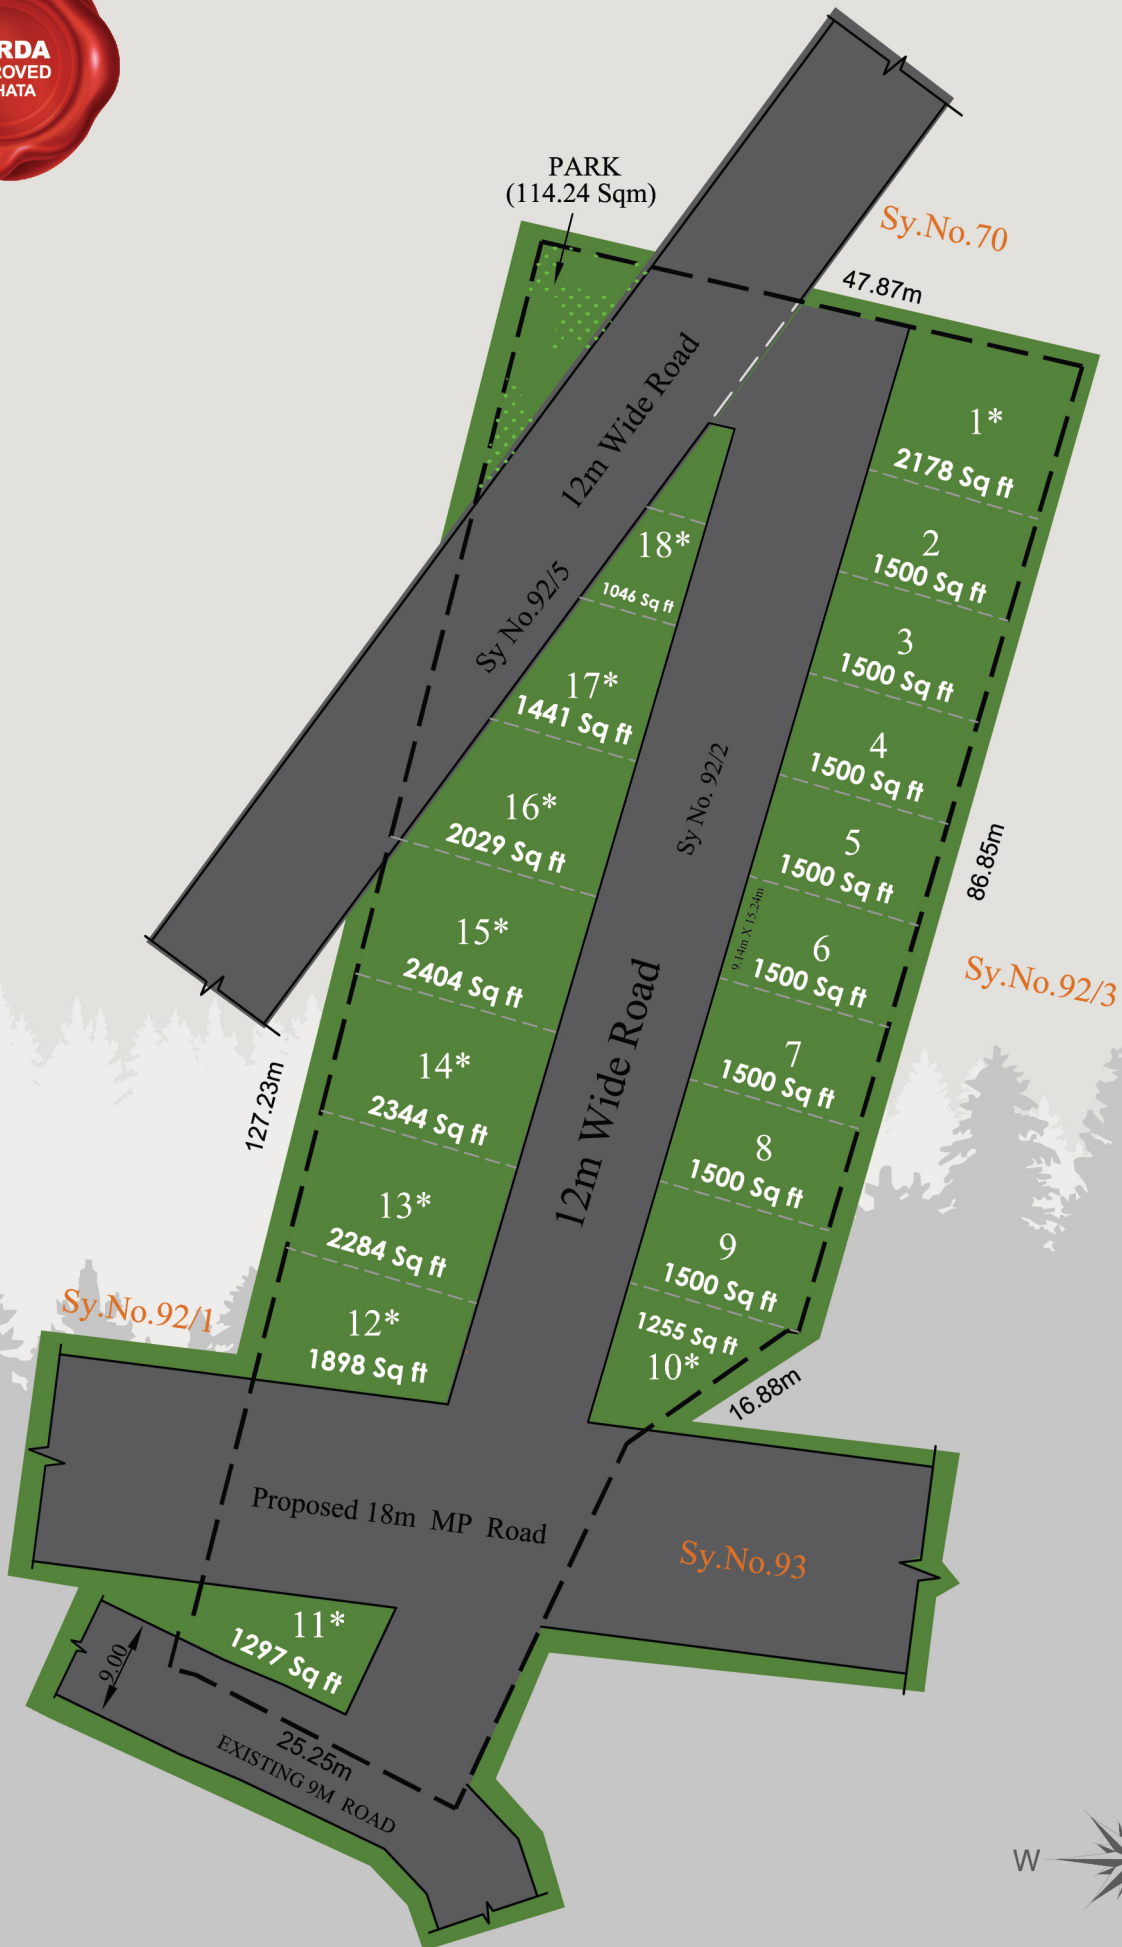 RDA
ROVED
HATA
PARK
(114.24 Sqm)
Sy.No.70
47.87m
12m Wide Road
1*
2178 Sq ft
2
1500 Sq ft
18*
1046 Sq ft
Sy No.92/5
3
1500 Sq ft
17*
1441 Sq ft
4
1500 Sq ft
Sy No. 92/2
16*
2029 Sq ft
5
1500 Sq ft
86.85m
9.14m X 15.24m
15*
2404 Sq ft
6
1500 Sq ft
Sy.No.92/3
12m Wide Road
7
1500 Sq ft
127.23m
14*
2344 Sq ft
8
1500 Sq ft
13*
2284 Sq ft
9
1500 Sq ft
Sy.No.92/1
12*
1898 Sq ft
1255 Sq ft
10*
16.88m
Proposed 18m MP Road
Sy.No.93
11*
1297 Sq ft
9.00
25.25m
EXISTING 9M ROAD
W